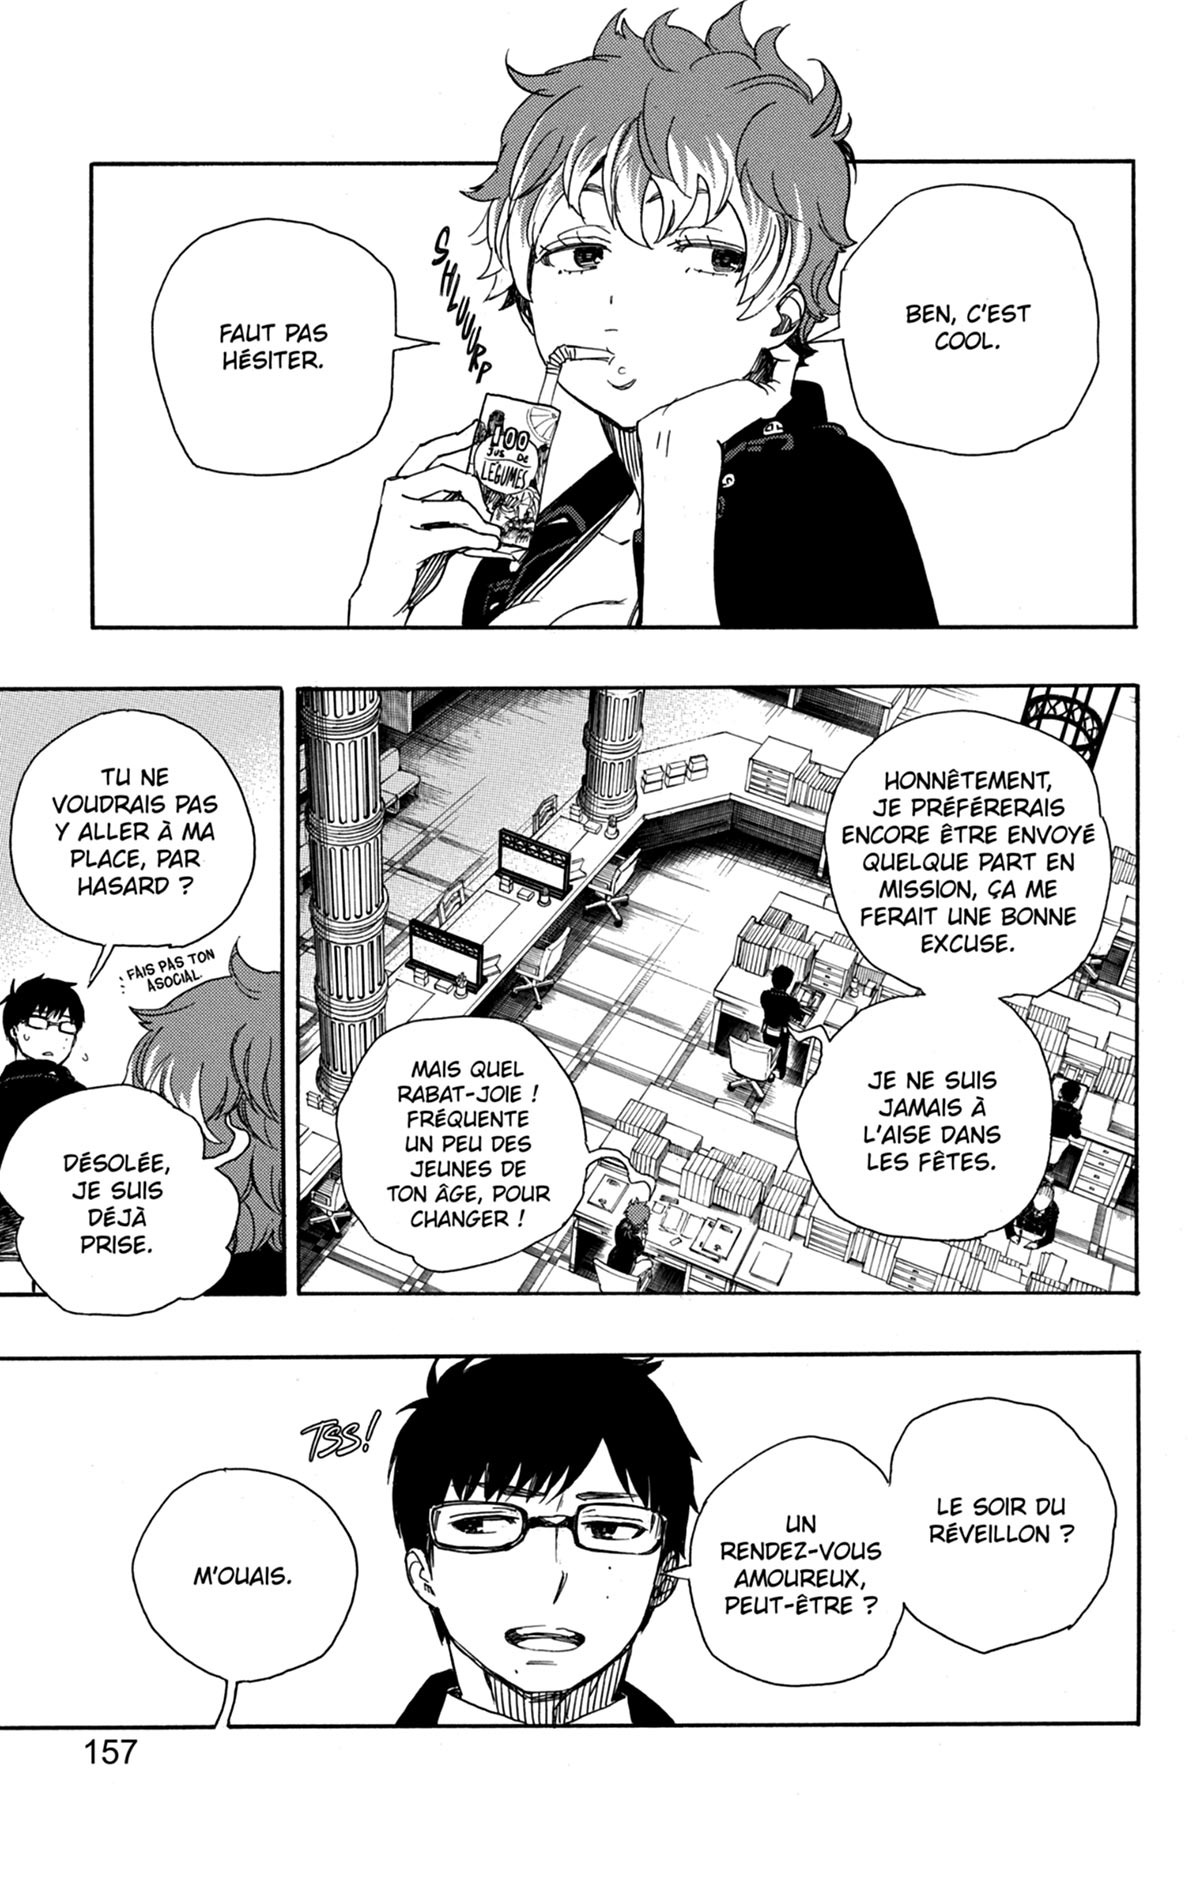 BEN, C'EST
COOL.
SHLUUURP
100
JUS DE
LÉGUMES
FAUT PAS
HÉSITER.
HONNÊTEMENT,
JE PRÉFÉRERAIS
ENCORE ÊTRE ENVOYÉ
QUELQUE PART EN
MISSION, ÇA ME
FERAIT UNE BONNE
EXCUSE.
JE NE SUIS
JAMAIS À
L'AISE DANS
LES FÊTES.
MAIS QUEL
RABAT-JOIE !
FRÉQUENTE
UN PEU DES
JEUNES DE
TON ÂGE, POUR
CHANGER !
TU NE
VOUDRAIS PAS
Y ALLER À MA
PLACE, PAR
HASARD ?
FAIS PAS TON
ASOCIAL.
DÉSOLÉE,
JE SUIS
DÉJÀ
PRISE.
LE SOIR DU
RÉVEILLON ?
UN
RENDEZ-VOUS
AMOUREUX,
PEUT-ÊTRE ?
TSS!
M'OUAIS.
157